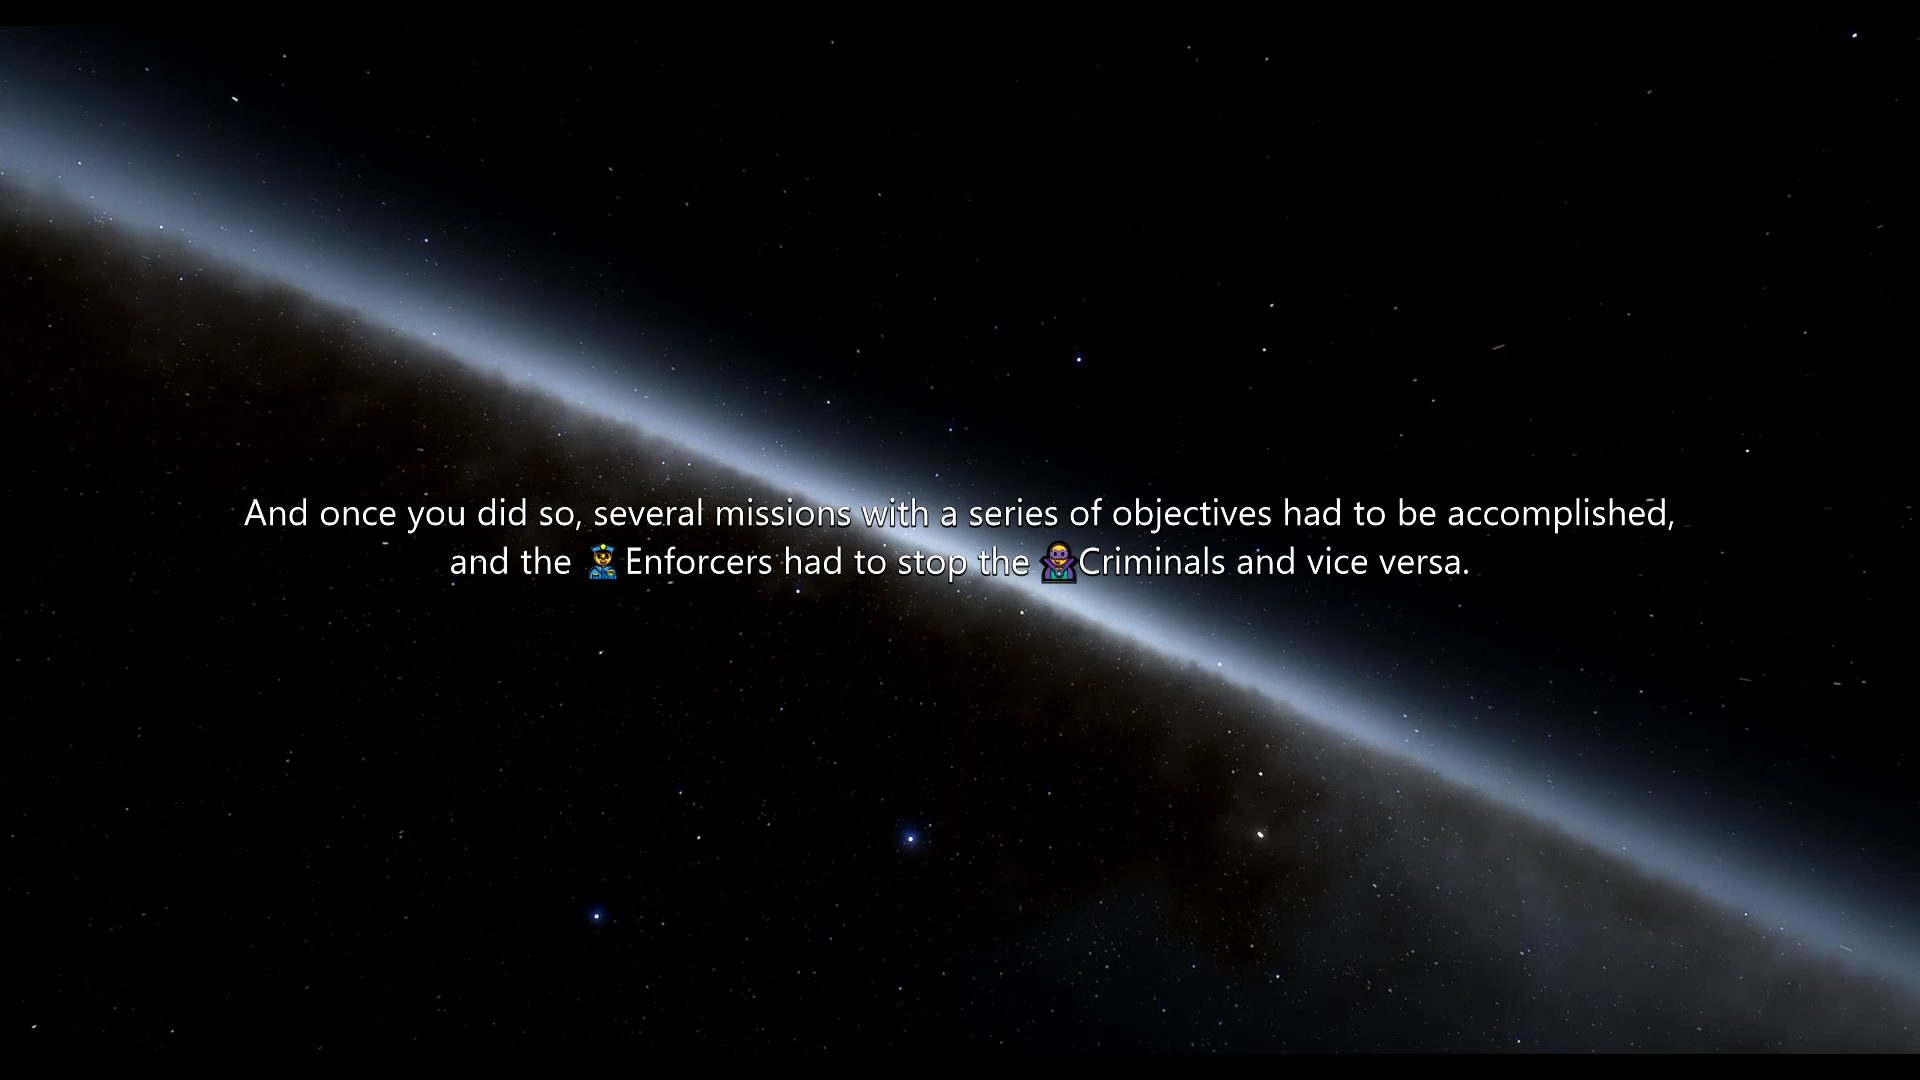 And once you did so, several missions with a series of objectives had to be accomplished,
and the 👮Enforcers had to stop the 🦹Criminals and vice versa.